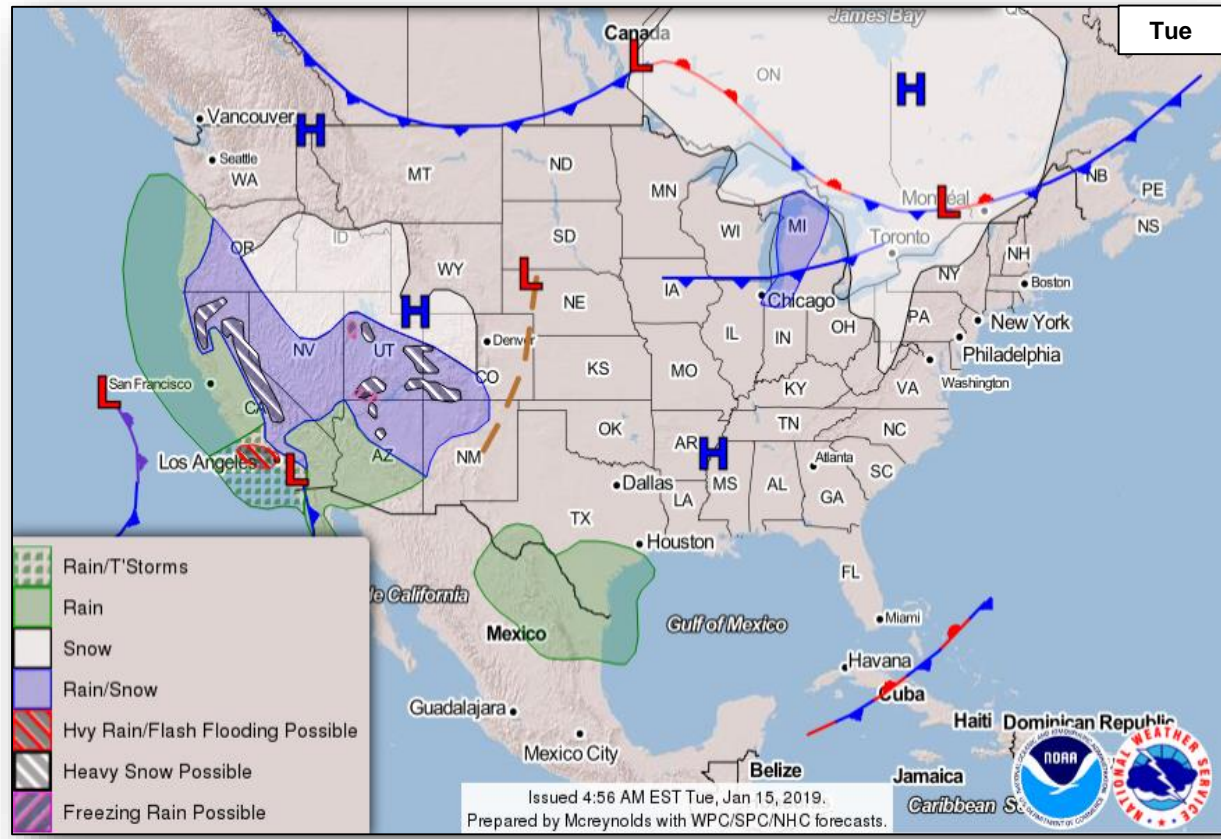 James Bay
QC
Tue
Canada
L
ON
H
Vancouver
H
Seattle
WA
MT
ND
MN
NB
PE
NS
Montréal
L
OR
ID
WY
SD
WI
MI
Toronto
NH
NY
Boston
L
IA
Chicago
NE
H
PA
New York
NV
UT
Denver
IL
IN
OH
Philadelphia
CO
KS
MO
KY
VA
Washington
L
San Francisco
CA
TN
NC
OK
AR
H
Los Angeles
L
AZ
NM
Atlanta
SC
Dallas
LA
MS
AL
GA
TX
Houston
FL
Rain/T'Storms
Rain
Snow
Rain/Snow
Hvy Rain/Flash Flooding Possible
Heavy Snow Possible
Freezing Rain Possible
California
Mexico
Gulf of Mexico
Miami
Havana
Cuba
Guadalajara
Haiti
Dominican Republic
Mexico City
Belize
Jamaica
Caribbean
Issued 4:56 AM EST Tue, Jan 15, 2019.
Prepared by Mcreynolds with WPC/SPC/NHC forecasts.
NOAA
NATIONAL WEATHER SERVICE